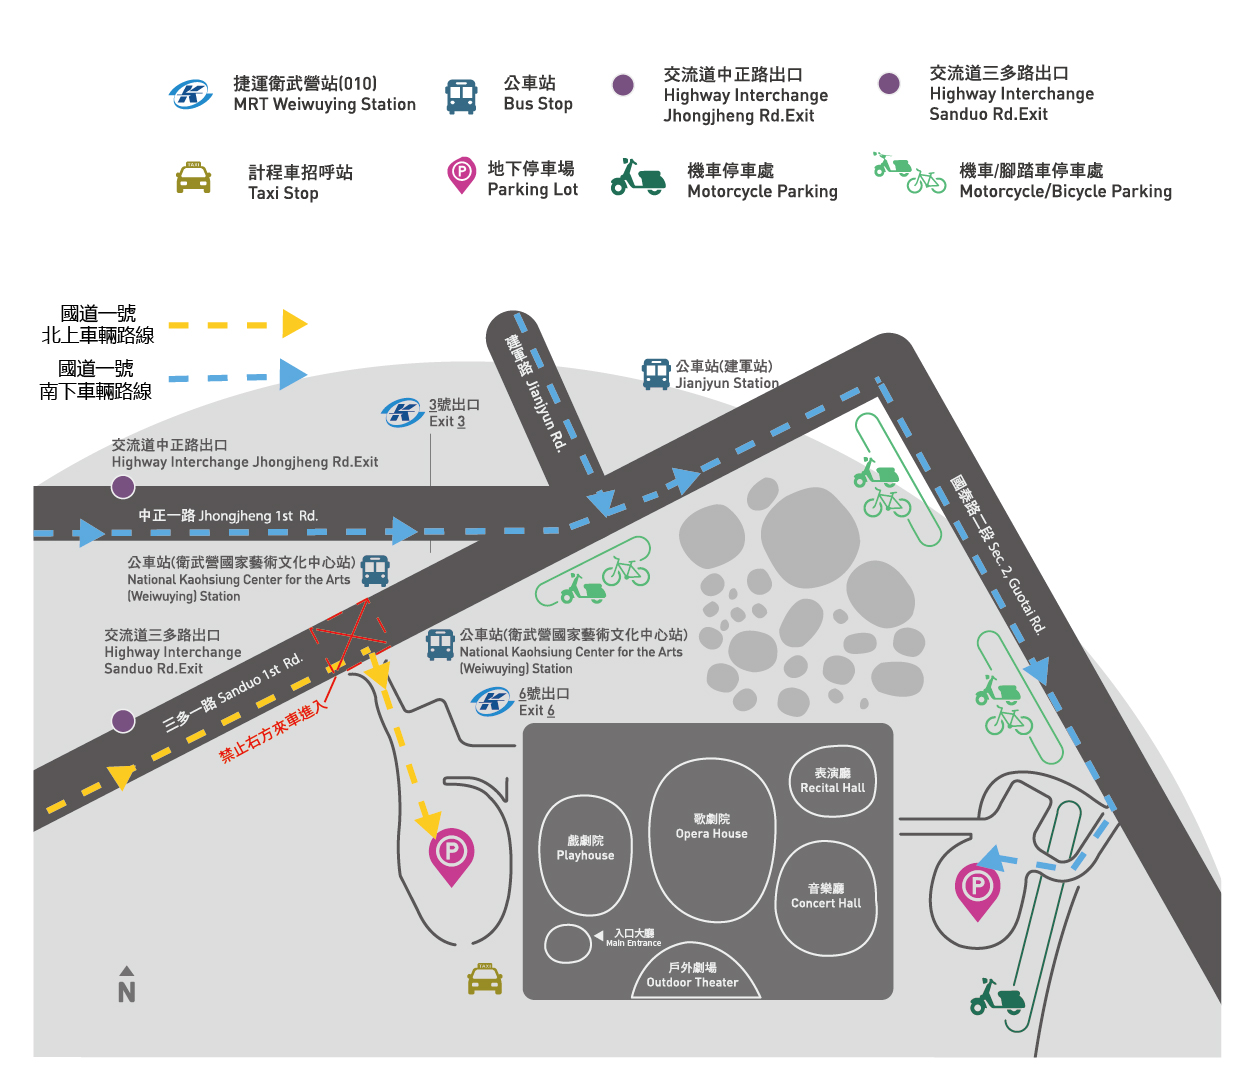 捷運衛武營站(O10)
MRT Weiwuying Station
公車站
Bus Stop
交流道中正路出口
Highway Interchange
Jhongjheng Rd.Exit
交流道三多路出口
Highway Interchange
Sanduo Rd.Exit
TAXI
計程車招呼站
Taxi Stop
P
地下停車場
Parking Lot
機車停車處
Motorcycle Parking
機車/腳踏車停車處
Motorcycle/Bicycle Parking
國道一號
北上車輛路線
國道一號
南下車輛路線
建軍路 Jianjyun Rd.
公車站(建軍站)
Jianjyun Station
3號出口
Exit 3
交流道中正路出口
Highway Interchange Jhongjheng Rd.Exit
中正一路 Jhongjheng 1st Rd.
國泰路二段 Sec. 2, Guotai Rd.
公車站(衛武營國家藝術文化中心站)
National Kaohsiung Center for the Arts
(Weiwuying) Station
交流道三多路出口
Highway Interchange
Sanduo Rd.Exit
公車站(衛武營國家藝術文化中心站)
National Kaohsiung Center for the Arts
(Weiwuying) Station
三多一路 Sanduo 1st Rd.
禁止右方來車進入
6號出口
Exit 6
表演廳
Recital Hall
歌劇院
Opera House
戲劇院
Playhouse
P
P
音樂廳
Concert Hall
入口大廳
Main Entrance
戶外劇場
Outdoor Theater
TAXI
N